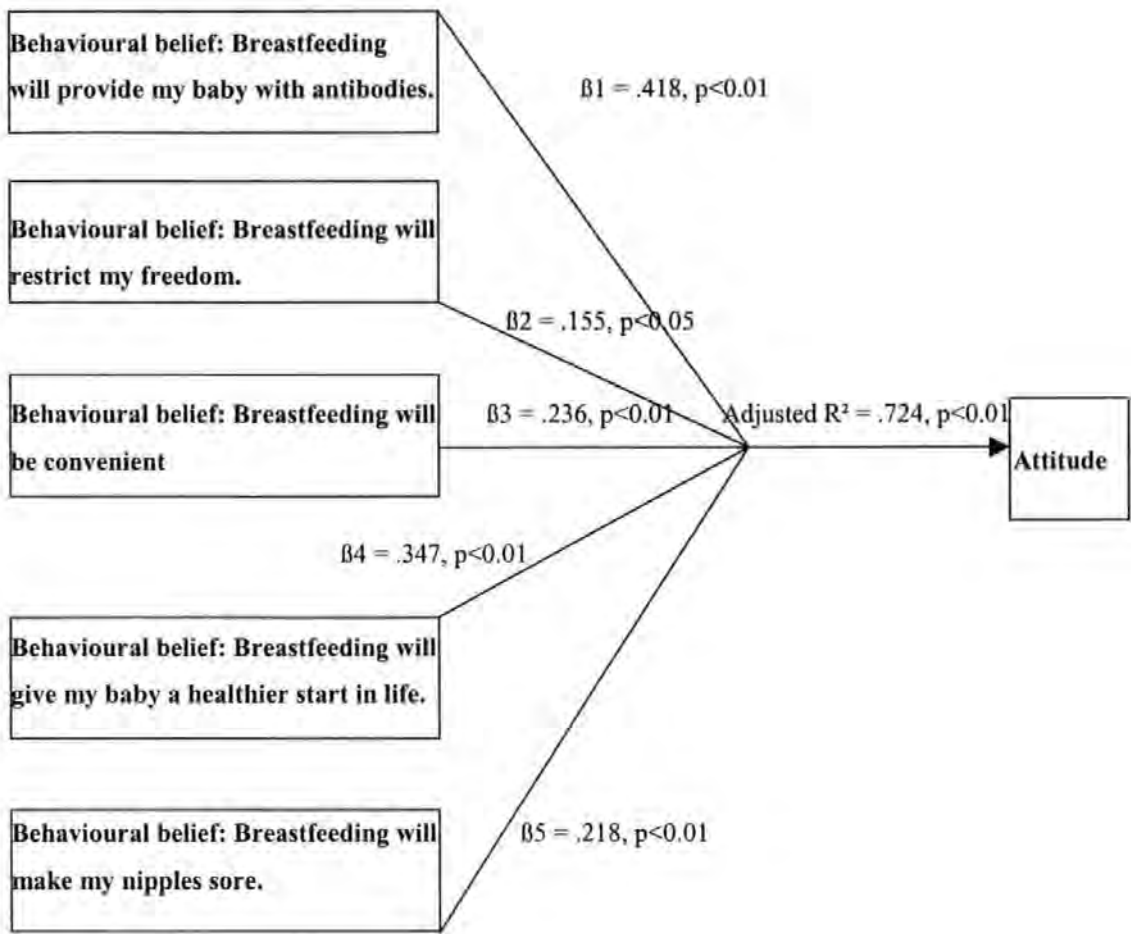 Behavioural belief: Breastfeeding
will provide my baby with antibodies.
ß1 = .418, p<0.01
Behavioural belief: Breastfeeding will
restrict my freedom.
ß2 = .155, p<0.05
Behavioural belief: Breastfeeding will
be convenient
ß3 = .236, p<0.01
Adjusted R² = .724, p<0.01
Attitude
ß4 = .347, p<0.01
Behavioural belief: Breastfeeding will
give my baby a healthier start in life.
Behavioural belief: Breastfeeding will
make my nipples sore.
ß5 = .218, p<0.01